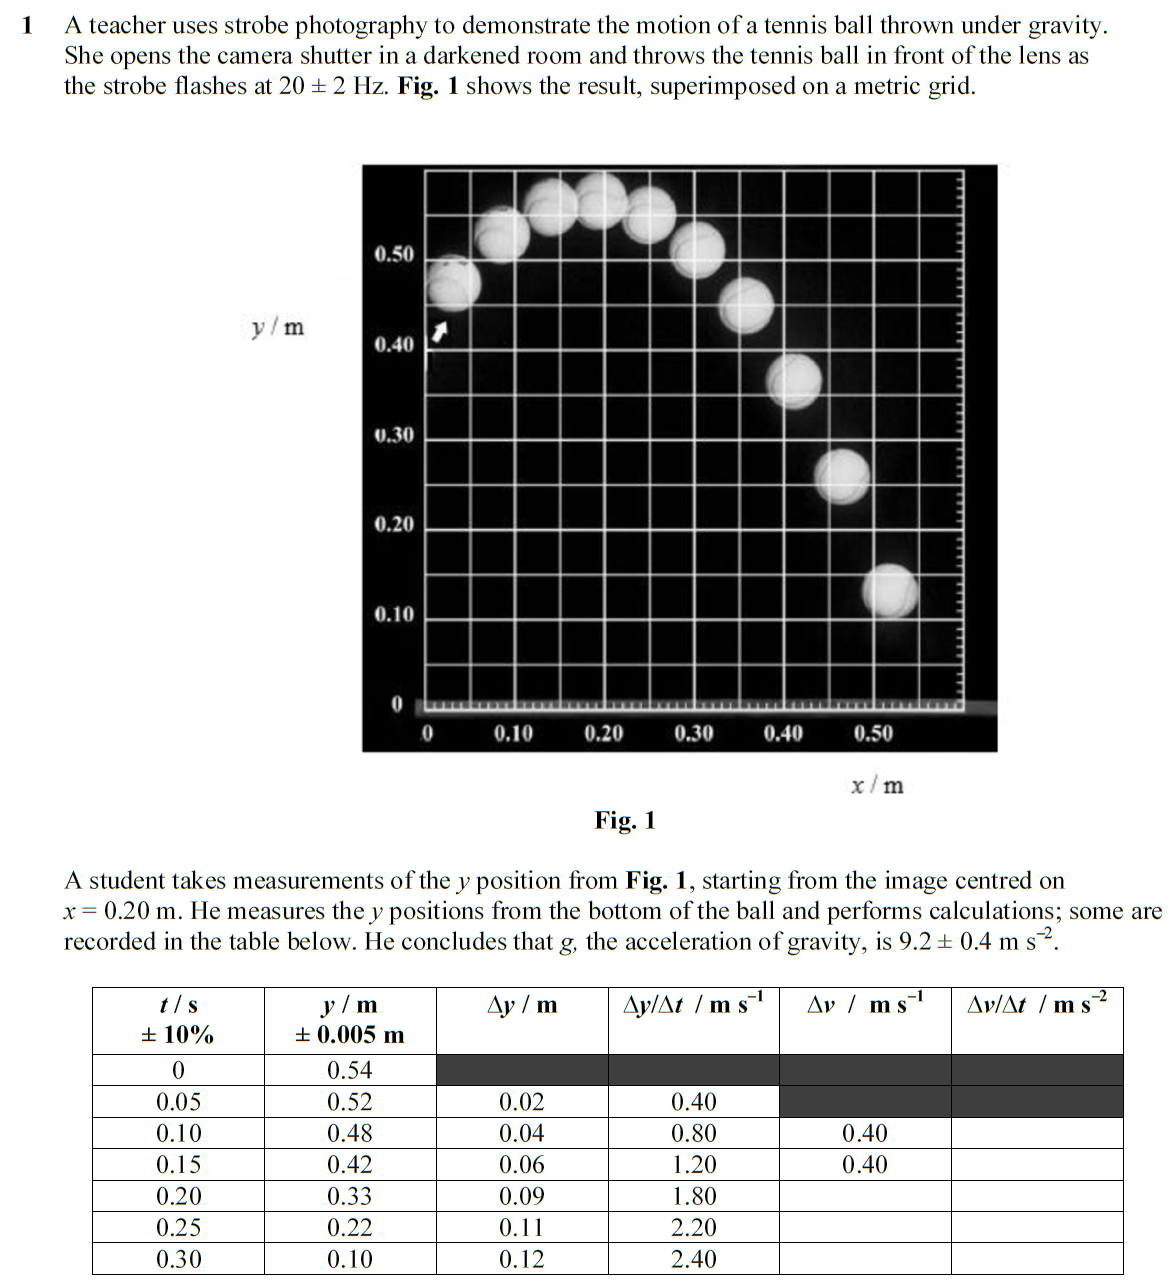 1 A teacher uses strobe photography to demonstrate the motion of a tennis ball thrown under gravity.
She opens the camera shutter in a darkened room and throws the tennis ball in front of the lens as
the strobe flashes at 20 ± 2 Hz. Fig. 1 shows the result, superimposed on a metric grid.
0.50
y / m
0.40
0.30
0.20
0.10
0
0 0.10 0.20 0.30 0.40 0.50
x / m
Fig. 1
A student takes measurements of the y position from Fig. 1, starting from the image centred on
x = 0.20 m. He measures the y positions from the bottom of the ball and performs calculations; some are
recorded in the table below. He concludes that g, the acceleration of gravity, is 9.2 ± 0.4 m s⁻².
t / s y / m Δy / m Δy/Δt / m s⁻¹ Δv / m s⁻¹ Δv/Δt / m s⁻²
± 10% ± 0.005 m
0 0.54
0.05 0.52 0.02 0.40
0.10 0.48 0.04 0.80 0.40
0.15 0.42 0.06 1.20 0.40
0.20 0.33 0.09 1.80
0.25 0.22 0.11 2.20
0.30 0.10 0.12 2.40